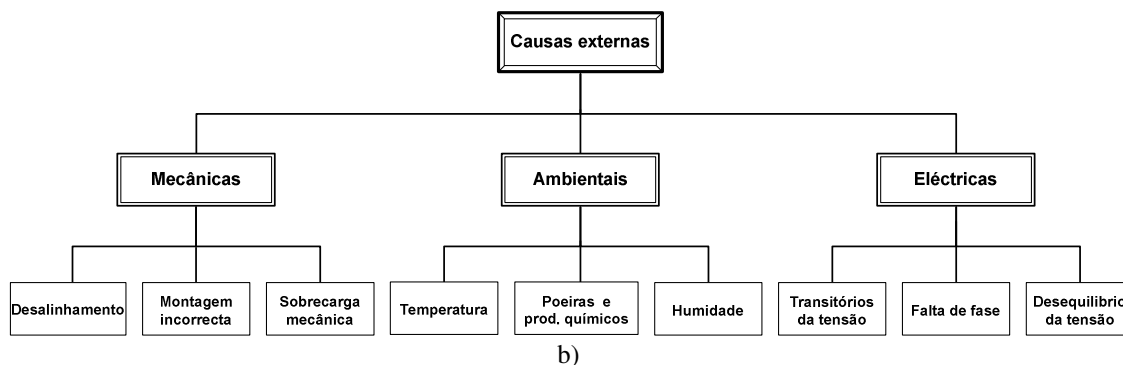 Causas externas
Mecânicas
Ambientais
Eléctricas
Desalinhamento
Montagem
incorrecta
Sobrecarga
mecânica
Temperatura
Poeiras e
prod. químicos
Humidade
Transitórios
da tensão
Falta de fase
Desequilibrio
da tensão
b)